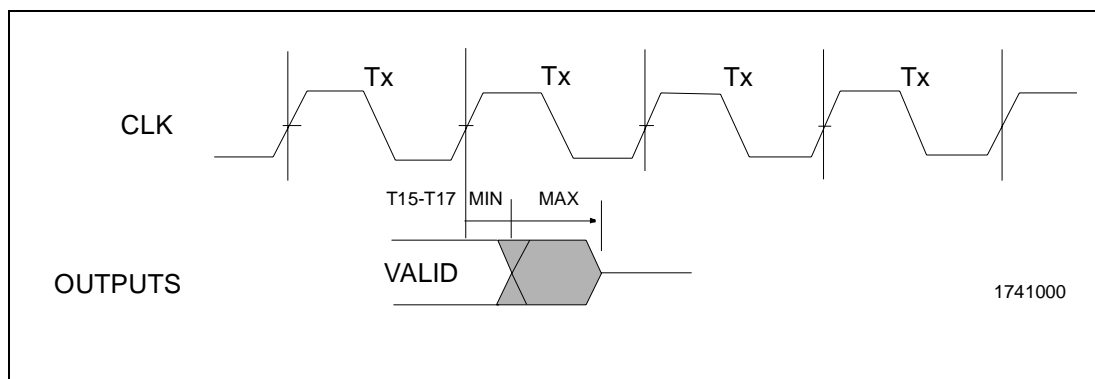 Tx Tx Tx Tx
CLK
T15-T17 MIN MAX
VALID
OUTPUTS
1741000